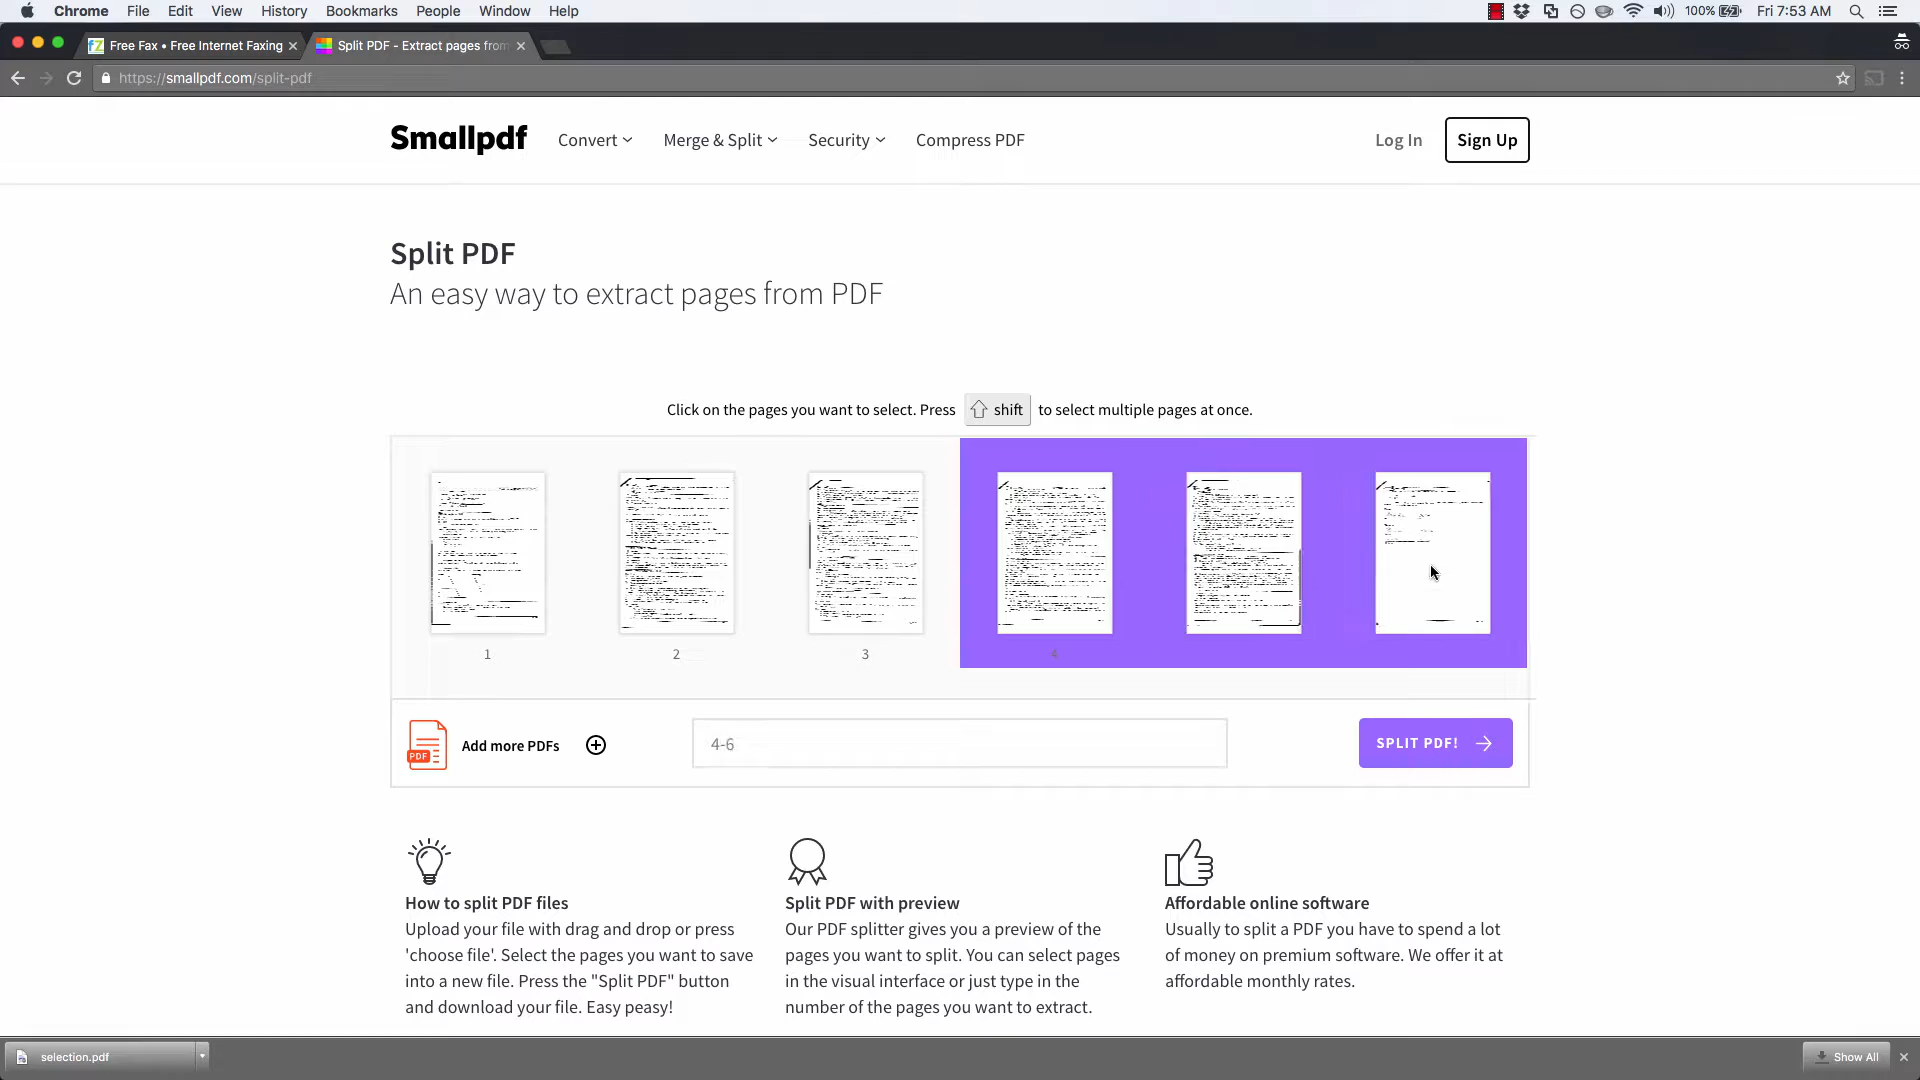 Chrome File Edit View History Bookmarks People Window Help 100% Fri 7:53 AM
Free Fax • Free Internet Faxing
Split PDF - Extract pages from
https://smallpdf.com/split-pdf
Smallpdf Convert Merge & Split Security Compress PDF Log In Sign Up
Split PDF
An easy way to extract pages from PDF
Click on the pages you want to select. Press shift to select multiple pages at once.
1 2 3 4
PDF Add more PDFs 4-6 SPLIT PDF!
How to split PDF files
Upload your file with drag and drop or press
'choose file'. Select the pages you want to save
into a new file. Press the "Split PDF" button
and download your file. Easy peasy!
Split PDF with preview
Our PDF splitter gives you a preview of the
pages you want to split. You can select pages
in the visual interface or just type in the
number of the pages you want to extract.
Affordable online software
Usually to split a PDF you have to spend a lot
of money on premium software. We offer it at
affordable monthly rates.
selection.pdf Show All